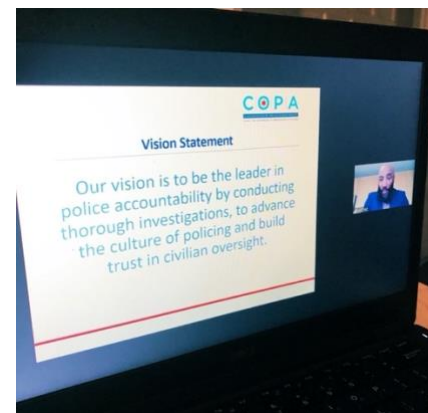 COPA
Vision Statement
Our vision is to be the leader in
police accountability by conducting
thorough investigations, to advance
the culture of policing and build
trust in civilian oversight.